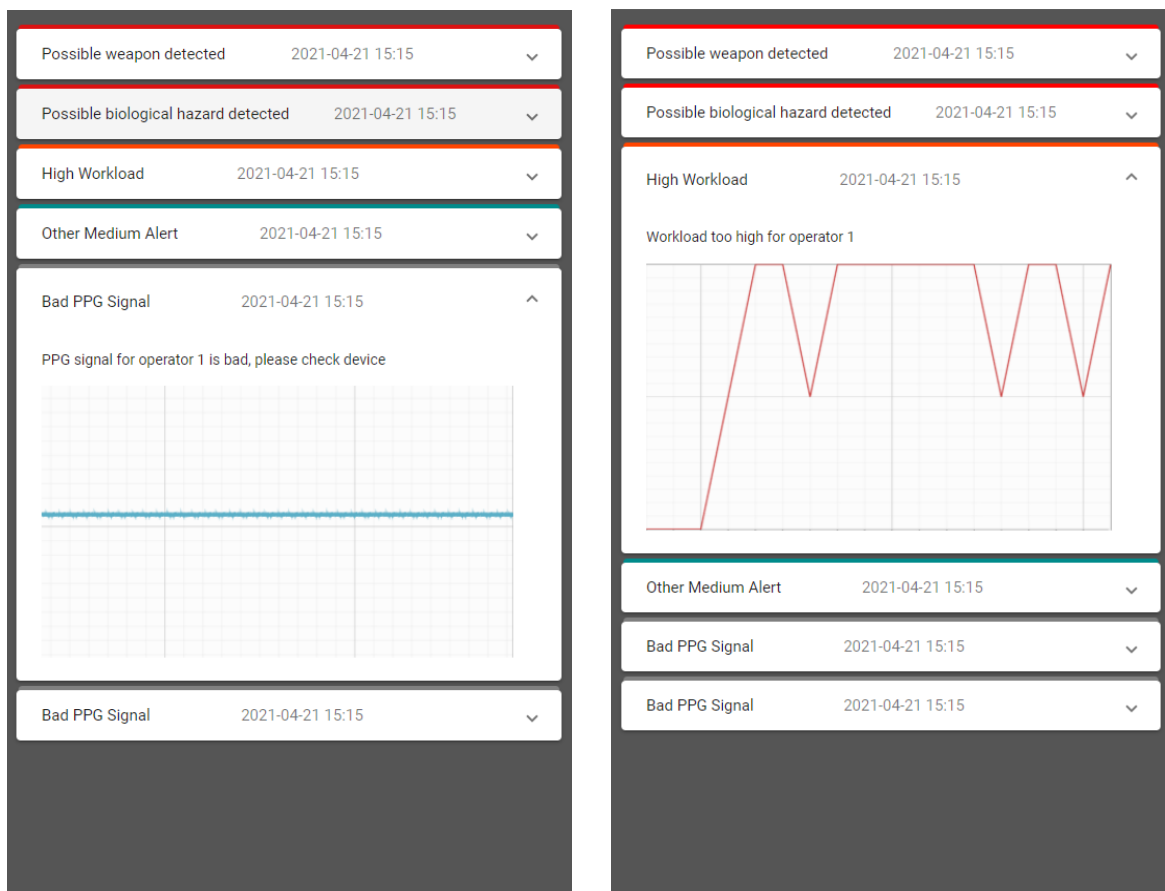 Possible weapon detected 2021-04-21 15:15
Possible biological hazard detected 2021-04-21 15:15
High Workload 2021-04-21 15:15
Other Medium Alert 2021-04-21 15:15
Bad PPG Signal 2021-04-21 15:15
PPG signal for operator 1 is bad, please check device
Bad PPG Signal 2021-04-21 15:15
Possible weapon detected 2021-04-21 15:15
Possible biological hazard detected 2021-04-21 15:15
High Workload 2021-04-21 15:15
Workload too high for operator 1
Other Medium Alert 2021-04-21 15:15
Bad PPG Signal 2021-04-21 15:15
Bad PPG Signal 2021-04-21 15:15